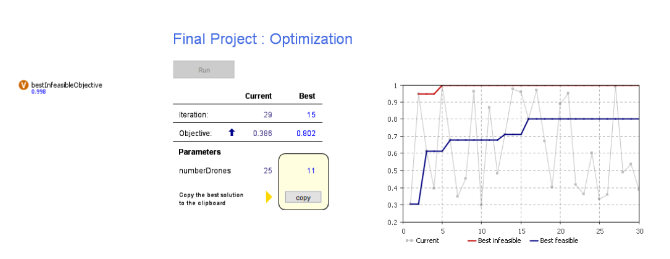 Final Project : Optimization
Run
V bestInfeasibleObjective
0.998
Current Best
Iteration: 29 15
Objective: 0.386 0.802
Parameters
numberDrones 25 11
Copy the best solution
to the clipboard
copy
1
0.9
0.8
0.7
0.6
0.5
0.4
0.3
0.2
0 5 10 15 20 25 30
Current Best infeasible Best feasible